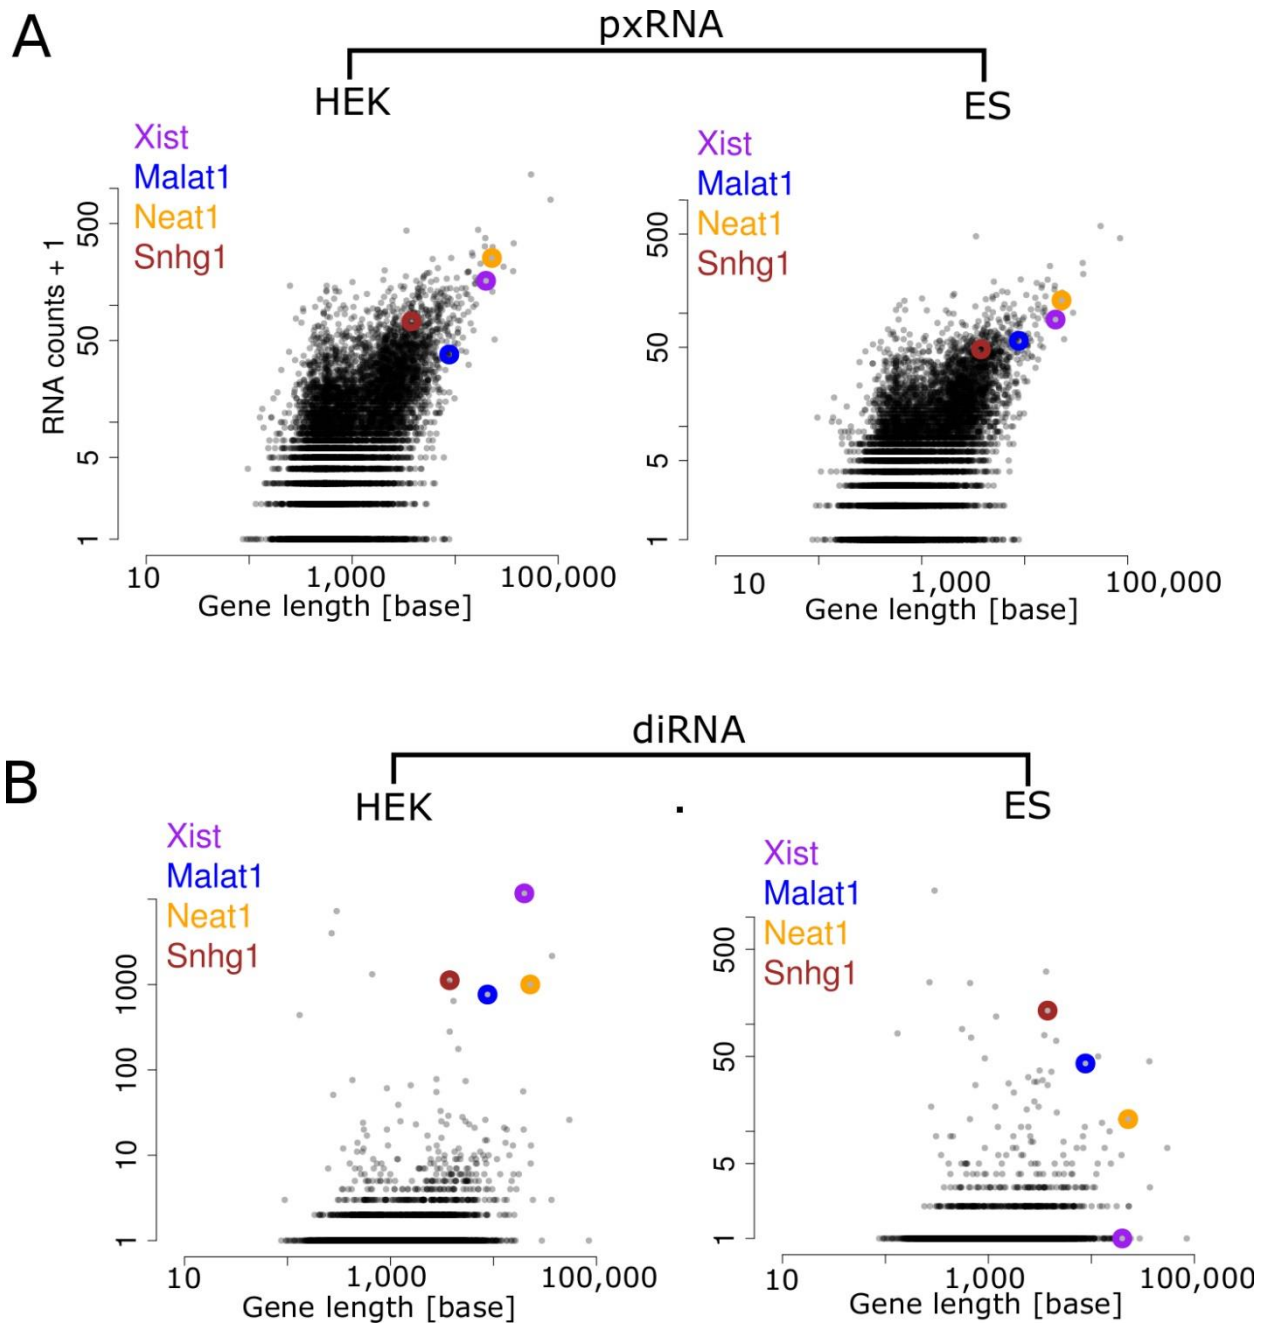 A
pxRNA
HEK
ES
Xist
Malat1
Neat1
Snhg1
RNA counts + 1
500
50
5
1
10
1,000
100,000
Gene length [base]
Xist
Malat1
Neat1
Snhg1
500
50
5
1
10
1,000
100,000
Gene length [base]
B
diRNA
HEK
ES
Xist
Malat1
Neat1
Snhg1
1000
100
10
1
10
1,000
100,000
Gene length [base]
Xist
Malat1
Neat1
Snhg1
500
50
5
1
10
1,000
100,000
Gene length [base]